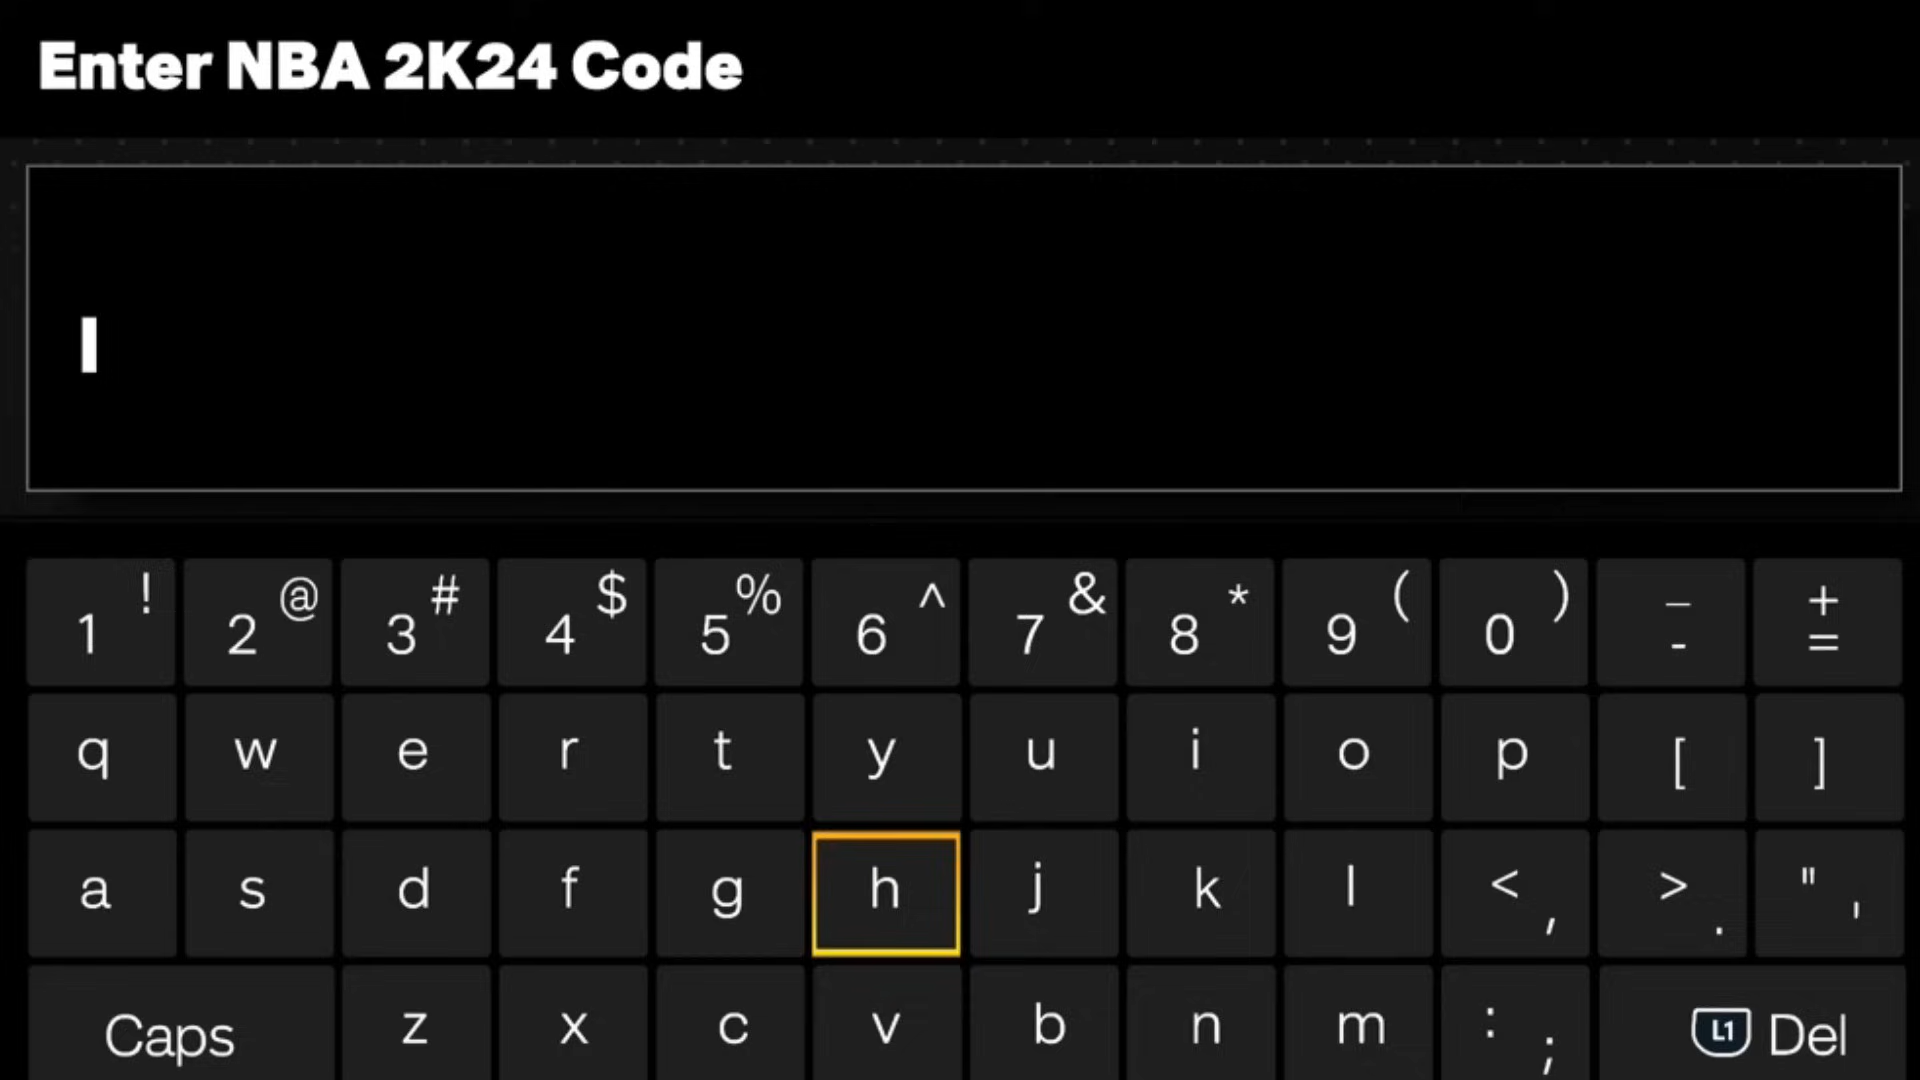 Enter NBA 2K24 Code
! @ # $ % ^ & * ( ) _ +
1 2 3 4 5 6 7 8 9 0 - =
q w e r t y u i o p [ ]
a s d f g h j k l < , > . " '
Caps z x c v b n m : ; L1 Del